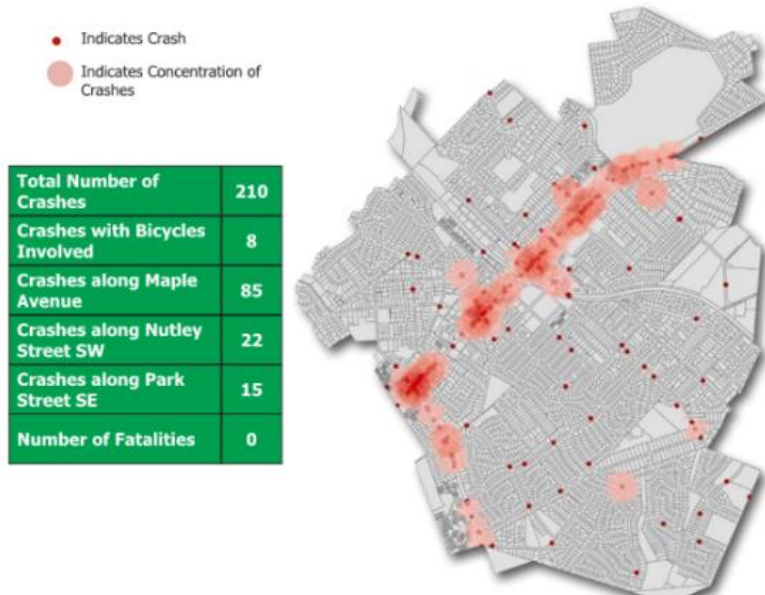 Indicates Crash
Indicates Concentration of
Crashes
Total Number of
Crashes
210
Crashes with Bicycles
Involved
8
Crashes along Maple
Avenue
85
Crashes along Nutley
Street SW
22
Crashes along Park
Street SE
15
Number of Fatalities
0